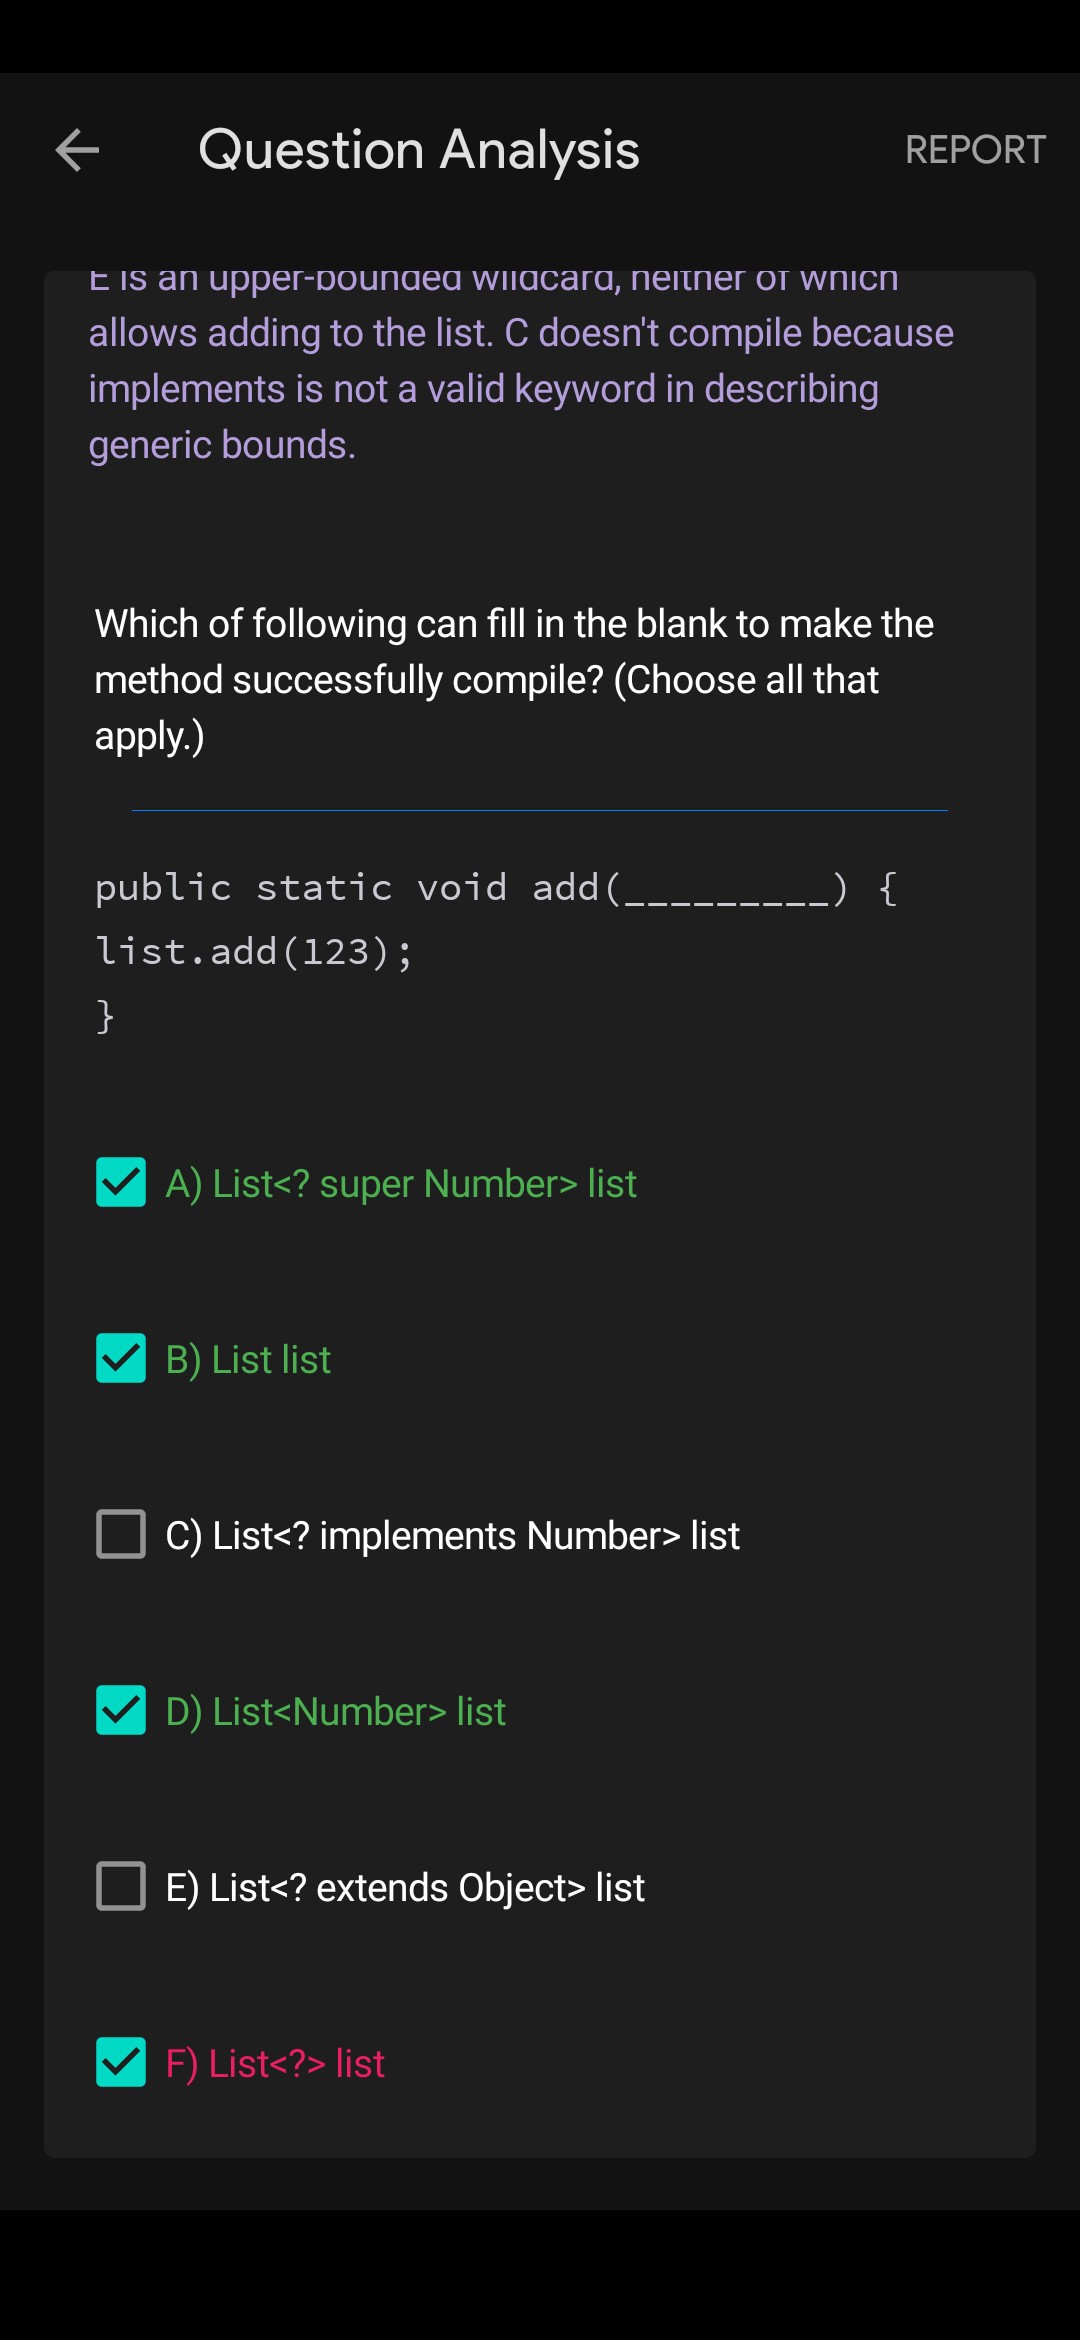 Question Analysis
REPORT
E is an upper-bounded wildcard, neither of which
allows adding to the list. C doesn't compile because
implements is not a valid keyword in describing
generic bounds.
Which of following can fill in the blank to make the
method successfully compile? (Choose all that
apply.)
public static void add(_________) {
list.add(123);
}
A) List<? super Number> list
B) List list
C) List<? implements Number> list
D) List<Number> list
E) List<? extends Object> list
F) List<?> list